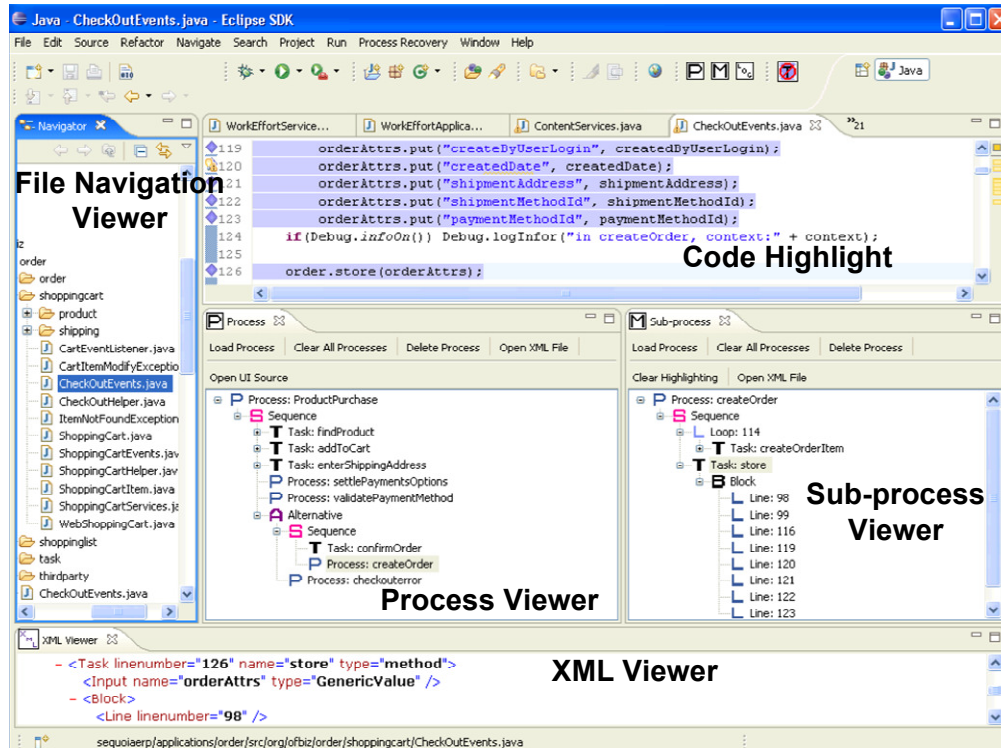 Java - CheckOutEvents.java - Eclipse SDK
File Edit Source Refactor Navigate Search Project Run Process Recovery Window Help
P M
Java
Navigator
WorkEffortService...
WorkEffortApplica...
ContentServices.java
CheckOutEvents.java
»21
119 orderAttrs.put("createByUserLogin", createdByUserLogin);
120 orderAttrs.put("createdDate", createdDate);
121 orderAttrs.put("shipmentAddress", shipmentAddress);
122 orderAttrs.put("shipmentMethodId", shipmentMethodId);
123 orderAttrs.put("paymentMethodId", paymentMethodId);
124 if(Debug.infoOn()) Debug.logInfor("in createOrder, context:" + context);
125
126 order.store(orderAttrs);
Code Highlight
File Navigation
Viewer
iz
order
order
shoppingcart
product
shipping
CartEventListener.java
CartItemModifyExceptio
CheckOutEvents.java
CheckOutHelper.java
ItemNotFoundException
ShoppingCart.java
ShoppingCartEvents.jav
ShoppingCartHelper.jav
ShoppingCartItem.java
ShoppingCartServices.ja
WebShoppingCart.java
shoppinglist
task
thirdparty
CheckOutEvents.java
P Process
Load Process Clear All Processes Delete Process Open XML File
Open UI Source
P Process: ProductPurchase
S Sequence
T Task: findProduct
T Task: addToCart
T Task: enterShippingAddress
P Process: settlePaymentsOptions
P Process: validatePaymentMethod
A Alternative
S Sequence
T Task: confirmOrder
P Process: createOrder
P Process: checkouterror
Process Viewer
M Sub-process
Load Process Clear All Processes Delete Process
Clear Highlighting Open XML File
P Process: createOrder
S Sequence
L Loop: 114
T Task: createOrderItem
T Task: store
B Block
L Line: 98
L Line: 99
L Line: 116
L Line: 119
L Line: 120
L Line: 121
L Line: 122
L Line: 123
Sub-process
Viewer
XML Viewer
- <Task linenumber="126" name="store" type="method">
<Input name="orderAttrs" type="GenericValue" />
- <Block>
<Line linenumber="98" />
XML Viewer
sequoiaerp/applications/order/src/org/ofbiz/order/shoppingcart/CheckOutEvents.java